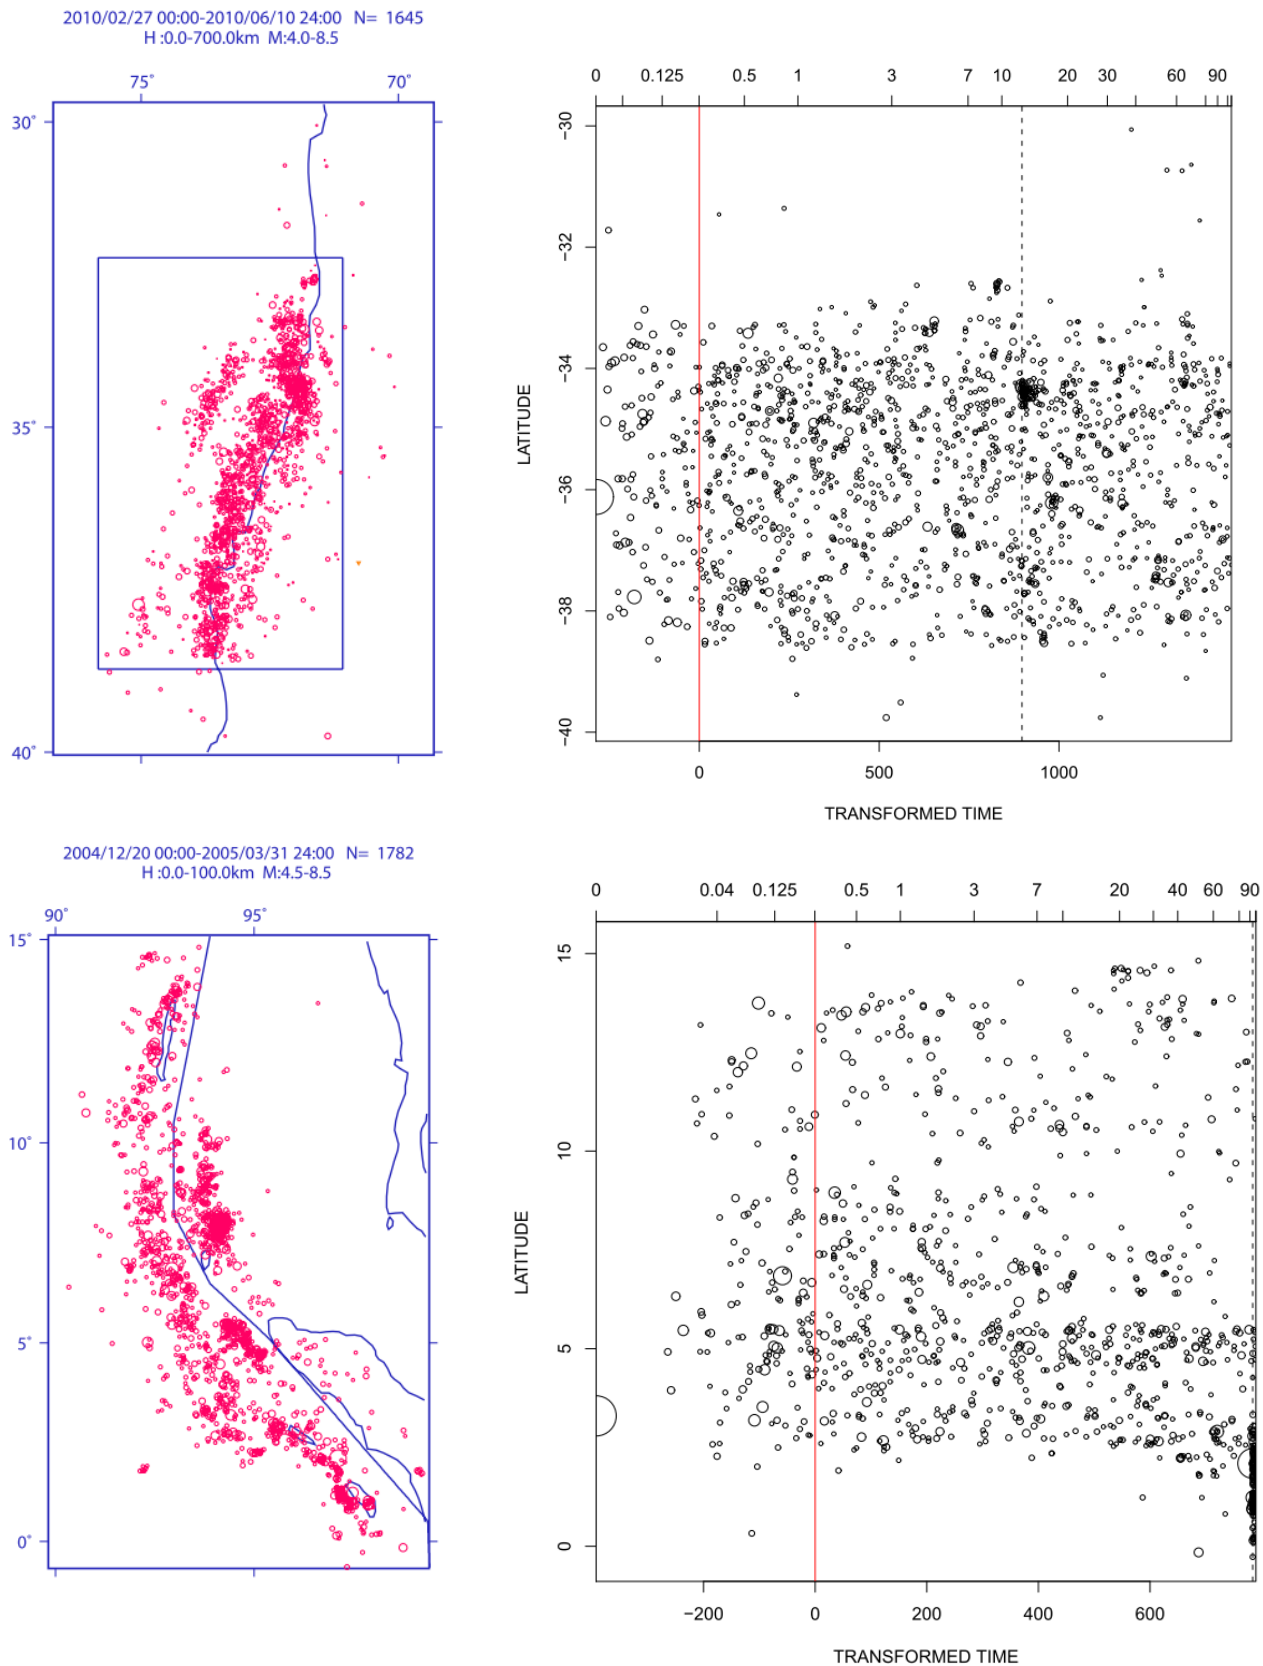 2010/02/27 00:00-2010/06/10 24:00 N= 1645
H :0.0-700.0km M:4.0-8.5
75° 70°
30°
35°
40°
0 0.125 0.5 1 3 7 10 20 30 60 90
-30
-32
-34
-36
-38
-40
LATITUDE
0 500 1000
TRANSFORMED TIME
2004/12/20 00:00-2005/03/31 24:00 N= 1782
H :0.0-100.0km M:4.5-8.5
90° 95°
15°
10°
5°
0°
0 0.04 0.125 0.5 1 3 7 20 40 60 90
15
10
5
0
LATITUDE
−200 0 200 400 600
TRANSFORMED TIME